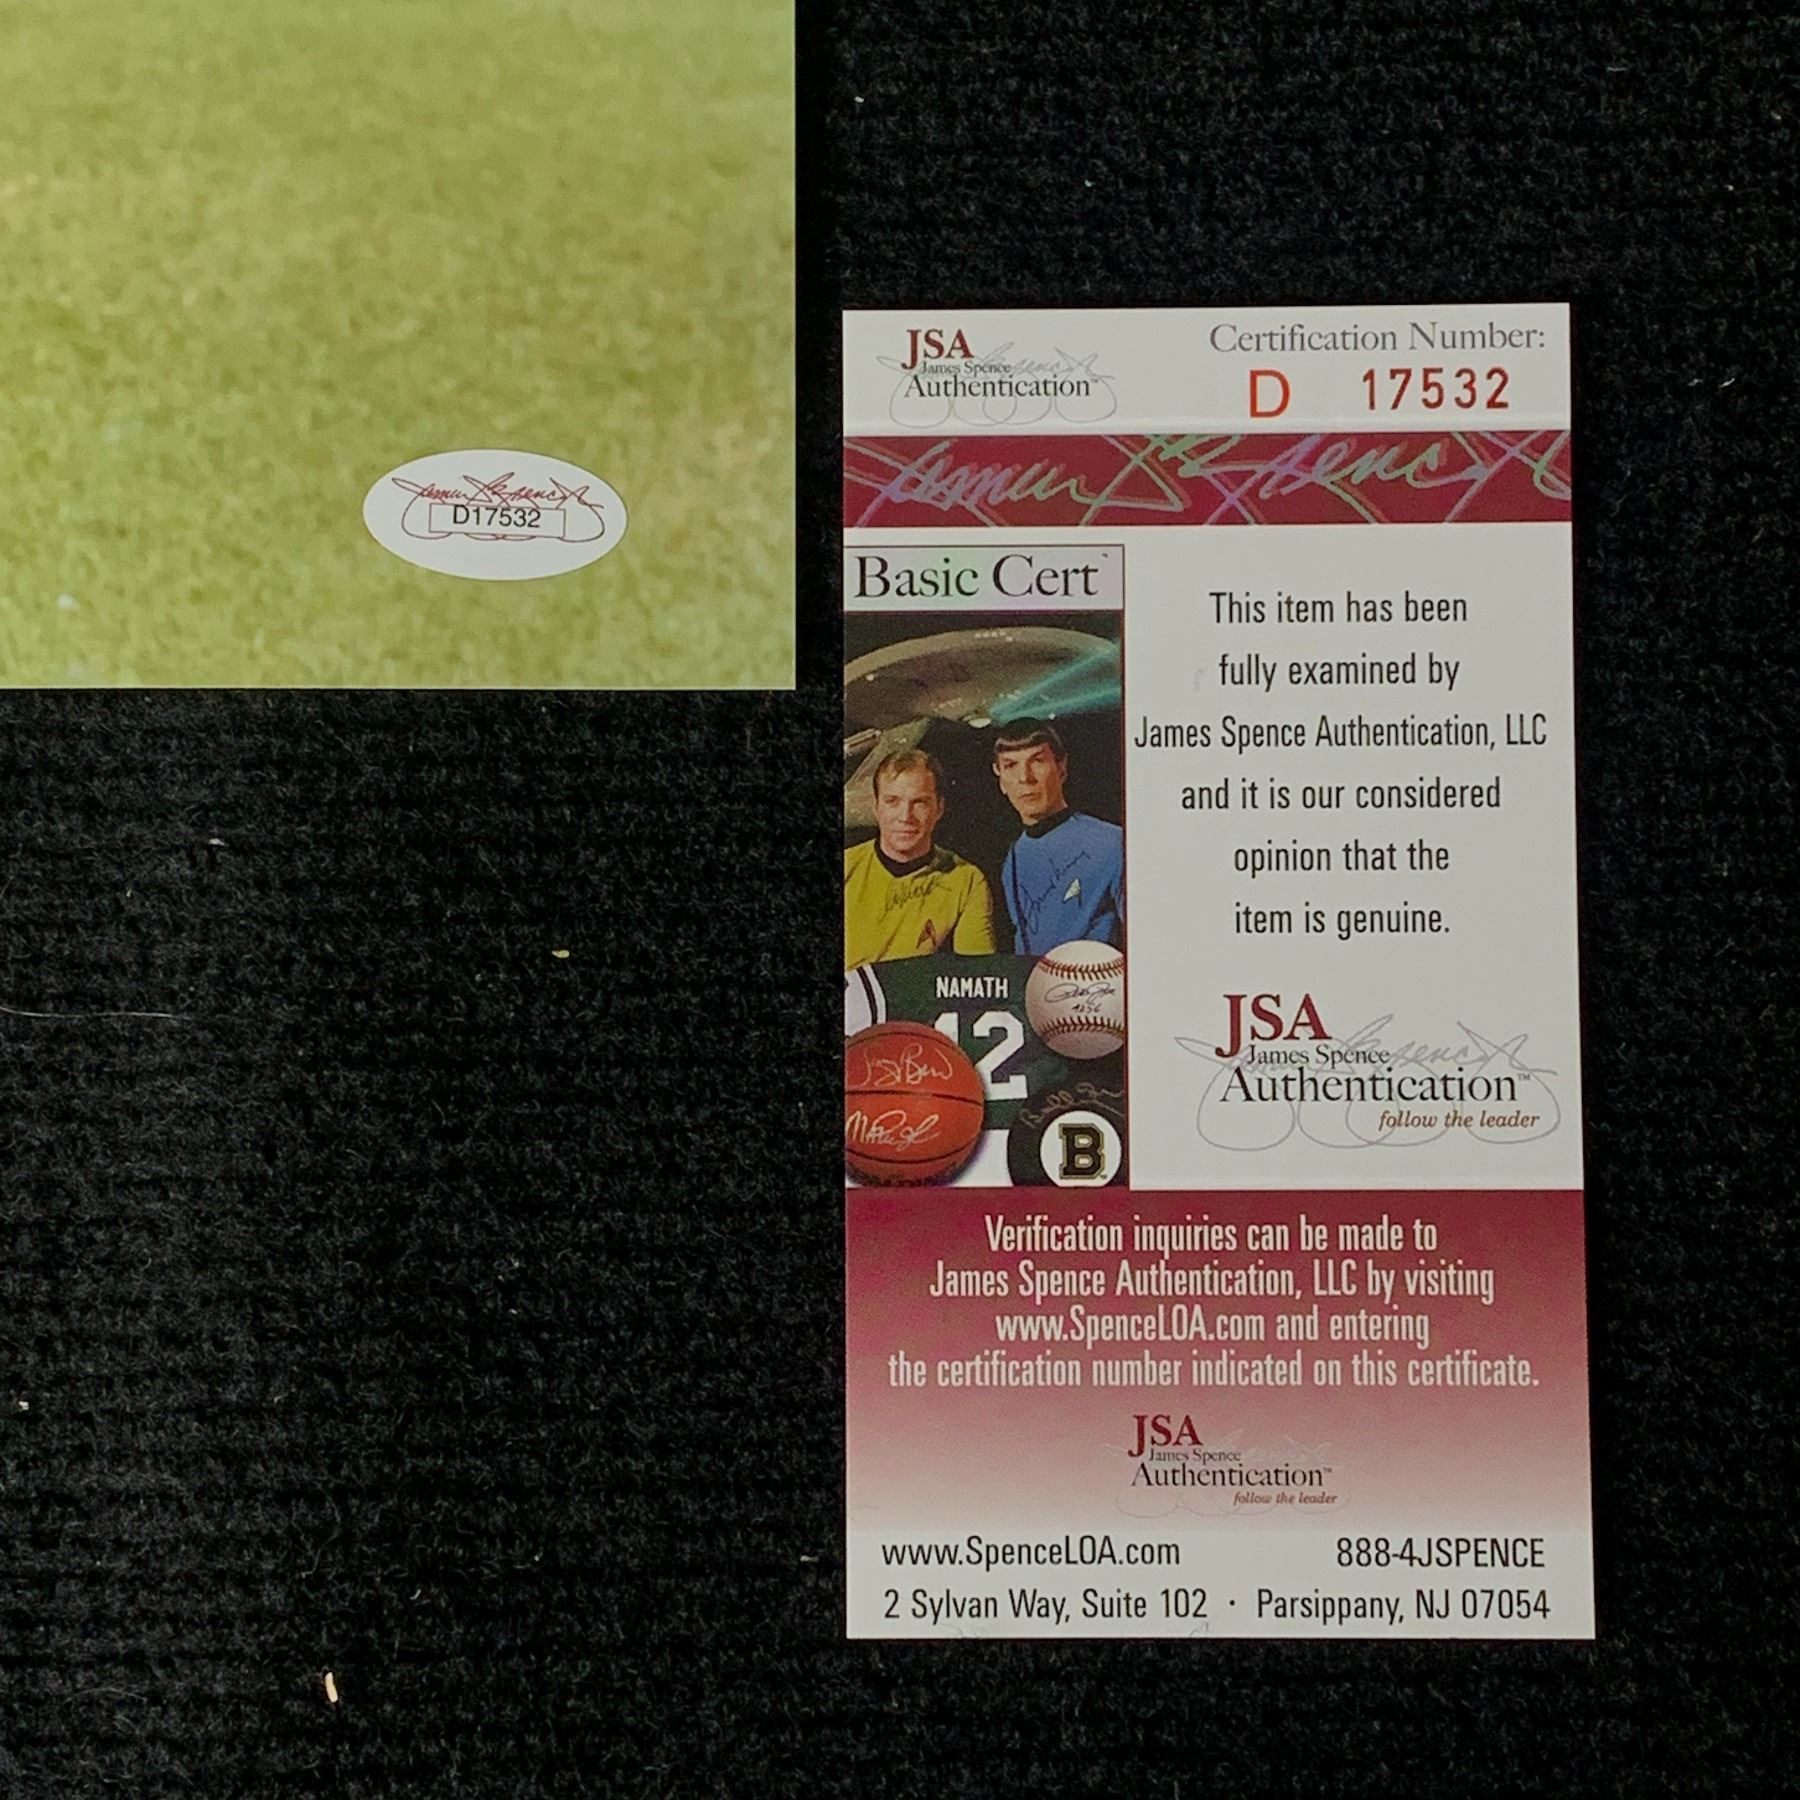 D17532
JSA
James Spence
Authentication™
Certification Number:
D 17532
Basic Cert
This item has been
fully examined by
James Spence Authentication, LLC
and it is our considered
opinion that the
item is genuine.
NAMATH
12
B
JSA
James Spence
Authentication™
follow the leader
Verification inquiries can be made to
James Spence Authentication, LLC by visiting
www.SpenceLOA.com and entering
the certification number indicated on this certificate.
JSA
James Spence
Authentication™
follow the leader
www.SpenceLOA.com 888-4JSPENCE
2 Sylvan Way, Suite 102 · Parsippany, NJ 07054